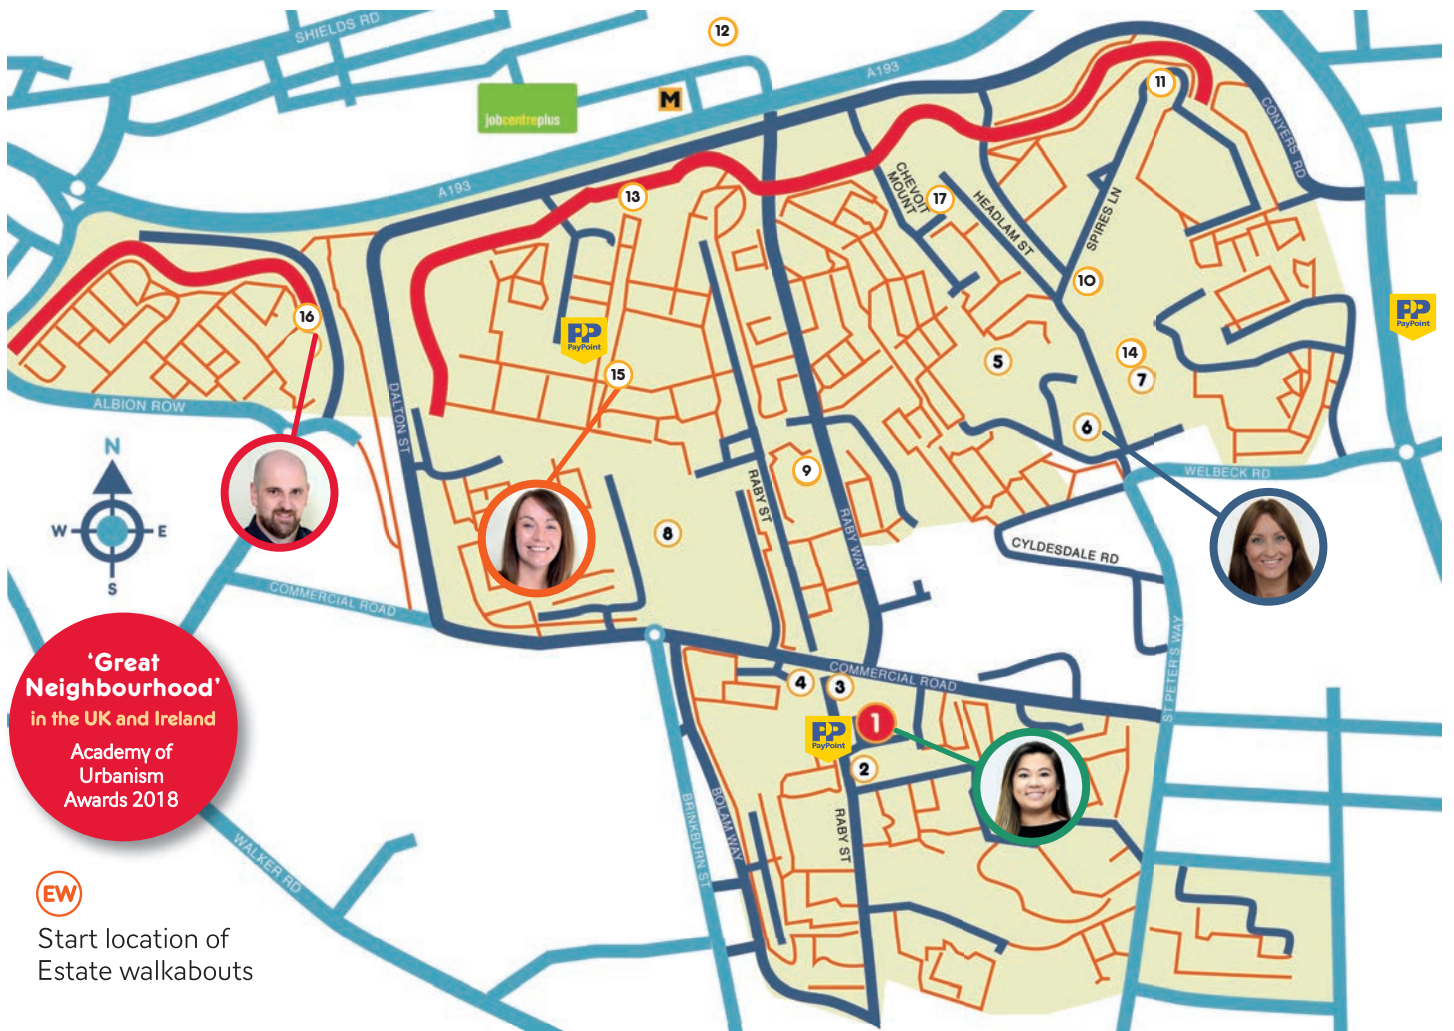 SHIELDS RD
12
A193
M
jobcentreplus
11
CONYERS RD
A193
13
CHEVOIT
MOUNT
17
HEADLAM ST
SPIRES LN
10
16
PP
PayPoint
PP
PayPoint
5
14
7
15
ALBION ROW
DALTON ST
6
N
W
E
S
9
WELBECK RD
RABY ST
RABY WAY
8
CYLDESDALE RD
COMMERCIAL ROAD
'Great
Neighbourhood'
in the UK and Ireland
Academy of
Urbanism
Awards 2018
ST PETER'S WAY
COMMERCIAL ROAD
4
3
1
PP
PayPoint
2
BRINKBURN ST
BOLAM WAY
RABY ST
WALKER RD
EW
Start location of
Estate walkabouts